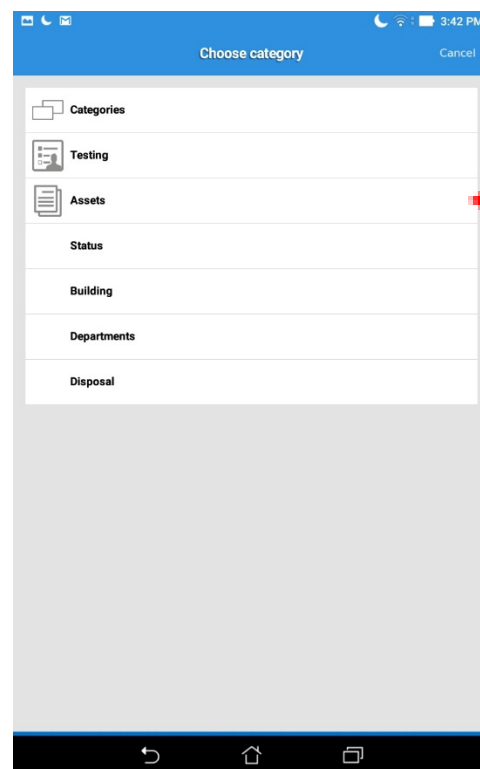 3:42 PM
Choose category
Cancel
Categories
Testing
Assets
Status
Building
Departments
Disposal